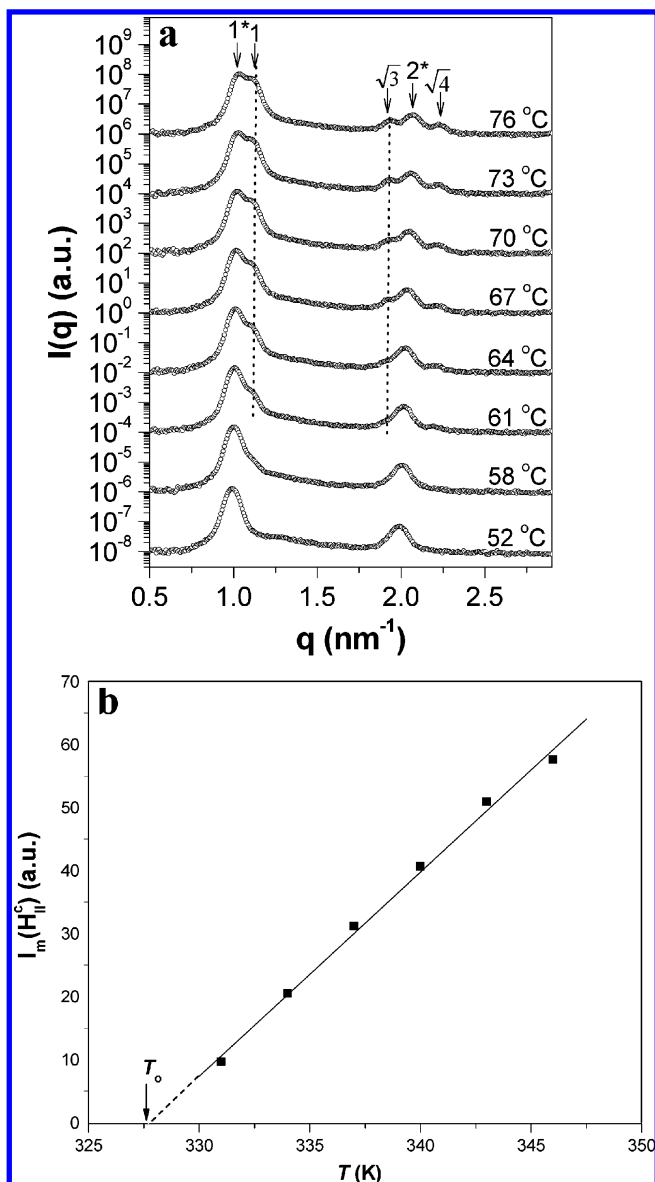 a
1* 1
√3 2* √4
10⁹
10⁸
10⁷
10⁶
10⁵
10⁴
10³
10²
10¹
10⁰
10⁻¹
10⁻²
10⁻³
10⁻⁴
10⁻⁵
10⁻⁶
10⁻⁷
10⁻⁸
I(q) (a.u.)
76 °C
73 °C
70 °C
67 °C
64 °C
61 °C
58 °C
52 °C
0.5 1.0 1.5 2.0 2.5
q (nm⁻¹)
b
70
60
50
40
30
20
10
0
Iₘ(H||ᶜ) (a.u.)
Tₒ
325 330 335 340 345 350
T (K)